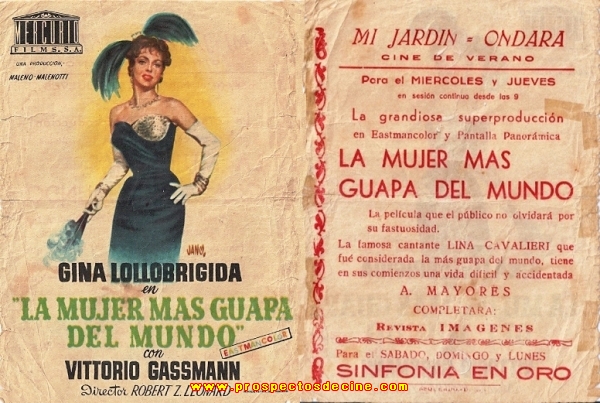 MERCURIO
FILMS, S.A.
UNA PRODUCCIÓN
MALENO-MALENOTTI
JANO
GINA LOLLOBRIGIDA
en
"LA MUJER MAS GUAPA
DEL MUNDO"
EASTMANCOLOR
con
VITTORIO GASSMANN
Director ROBERT Z. LEONARD
MI JARDIN = ONDARA
CINE DE VERANO
Para el MIERCOLES y JUEVES
en sesión continua desde las 9
La grandiosa superproducción
en Eastmancolor y Pantalla Panorámica
LA MUJER MAS
GUAPA DEL MUNDO
La película que el público no olvidará por
su fastuosidad.
La famosa cantante LINA CAVALIERI que
fué considerada la más guapa del mundo, tiene
en sus comienzos una vida difícil y accidentada
A. MAYORES
COMPLETARA:
REVISTA IMAGENES
Para el SABADO, DOMINGO y LUNES
SINFONIA EN ORO
www.prospectosdecine.com